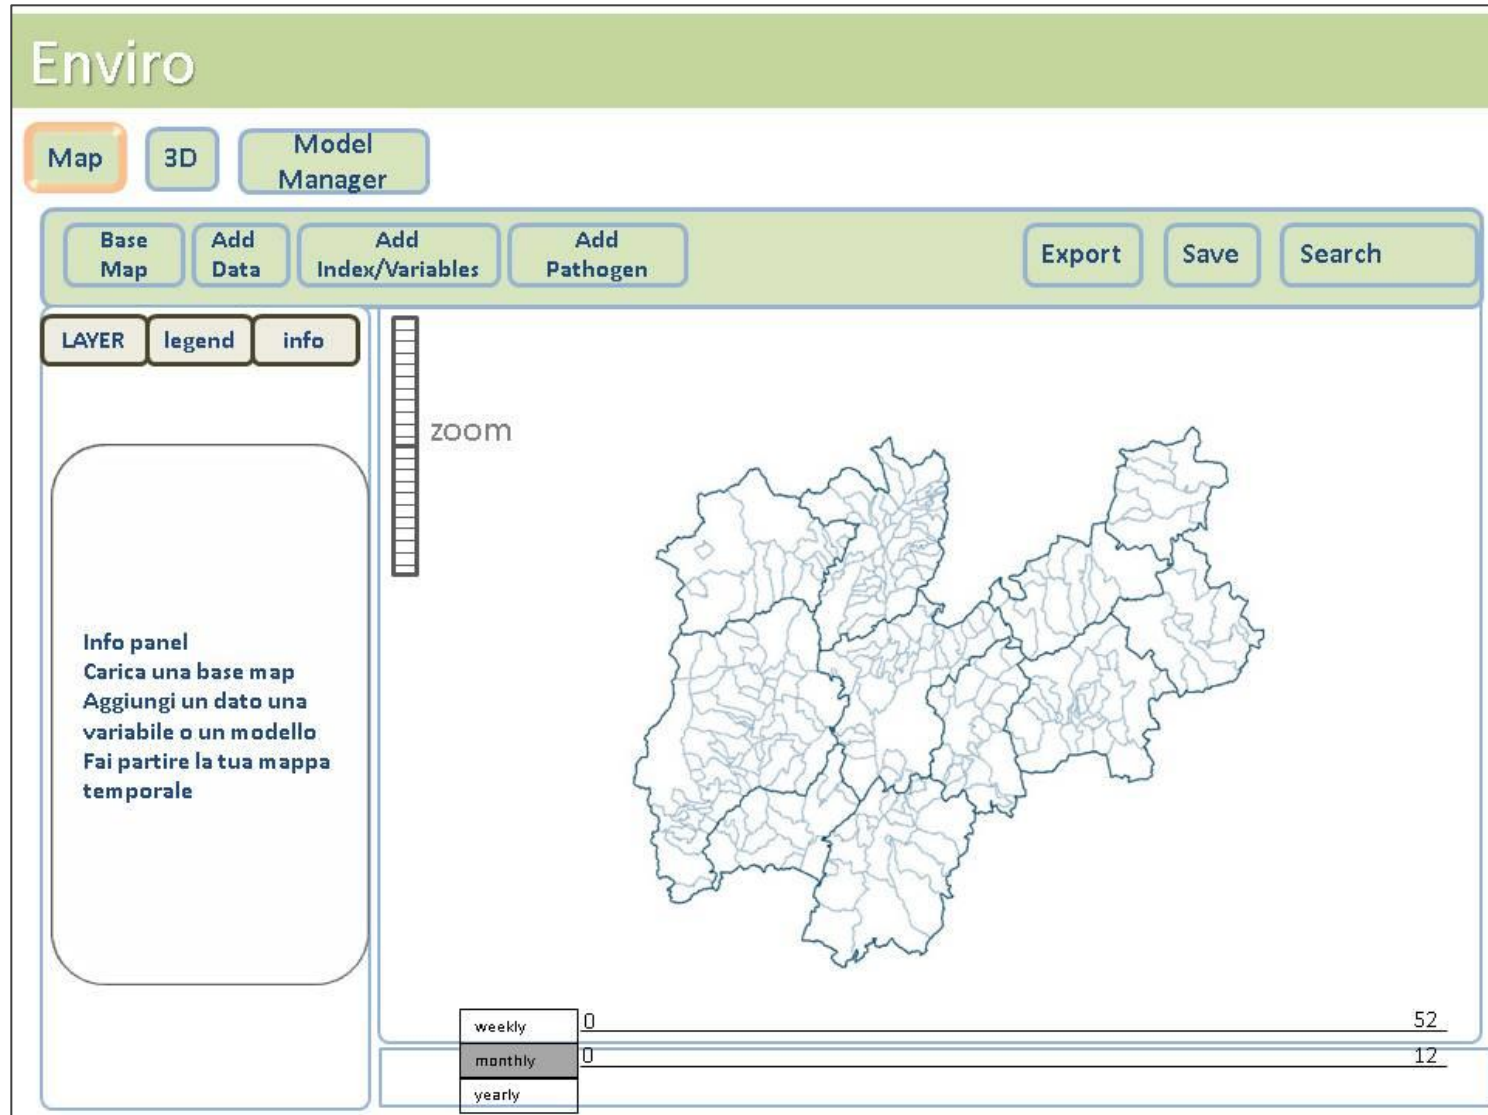 Enviro
Map
3D
Model
Manager
Base
Map
Add
Data
Add
Index/Variables
Add
Pathogen
Export
Save
Search
LAYER
legend
info
zoom
Info panel
Carica una base map
Aggiungi un dato una
variabile o un modello
Fai partire la tua mappa
temporale
weekly
0
52
monthly
0
12
yearly